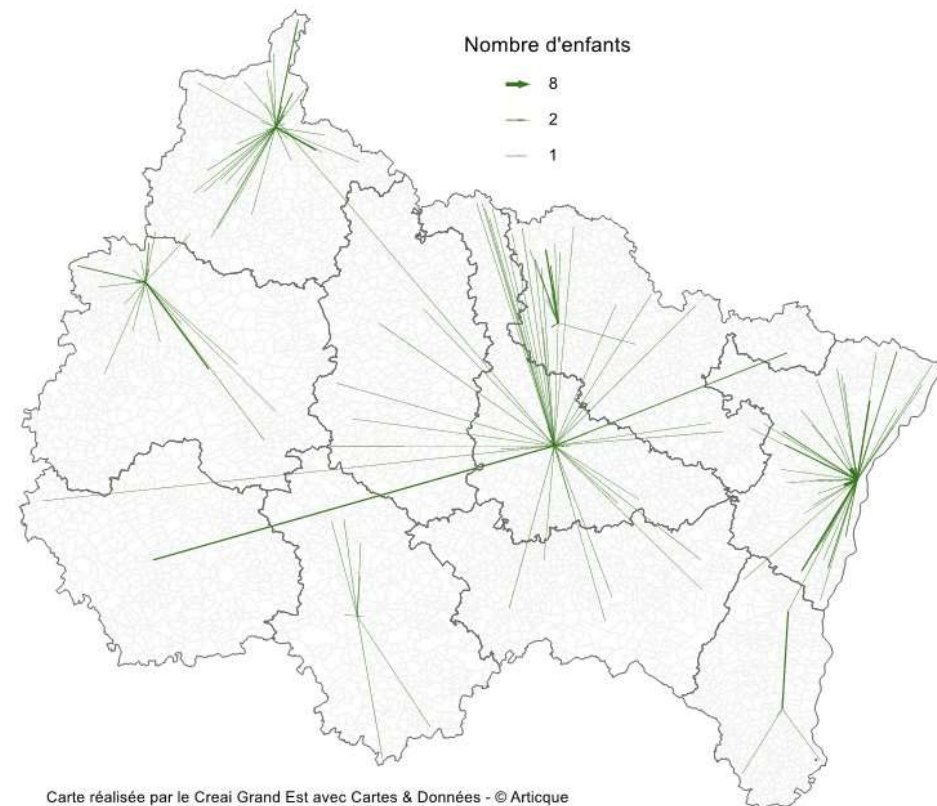 Nombre d'enfants
8
2
1
Carte réalisée par le Creai Grand Est avec Cartes & Données - © Articque